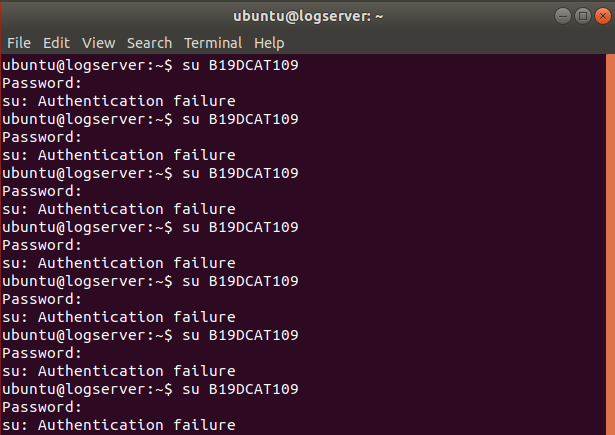 ubuntu@logserver: ~
File Edit View Search Terminal Help
ubuntu@logserver:~$ su B19DCAT109
Password:
su: Authentication failure
ubuntu@logserver:~$ su B19DCAT109
Password:
su: Authentication failure
ubuntu@logserver:~$ su B19DCAT109
Password:
su: Authentication failure
ubuntu@logserver:~$ su B19DCAT109
Password:
su: Authentication failure
ubuntu@logserver:~$ su B19DCAT109
Password:
su: Authentication failure
ubuntu@logserver:~$ su B19DCAT109
Password:
su: Authentication failure
ubuntu@logserver:~$ su B19DCAT109
Password:
su: Authentication failure